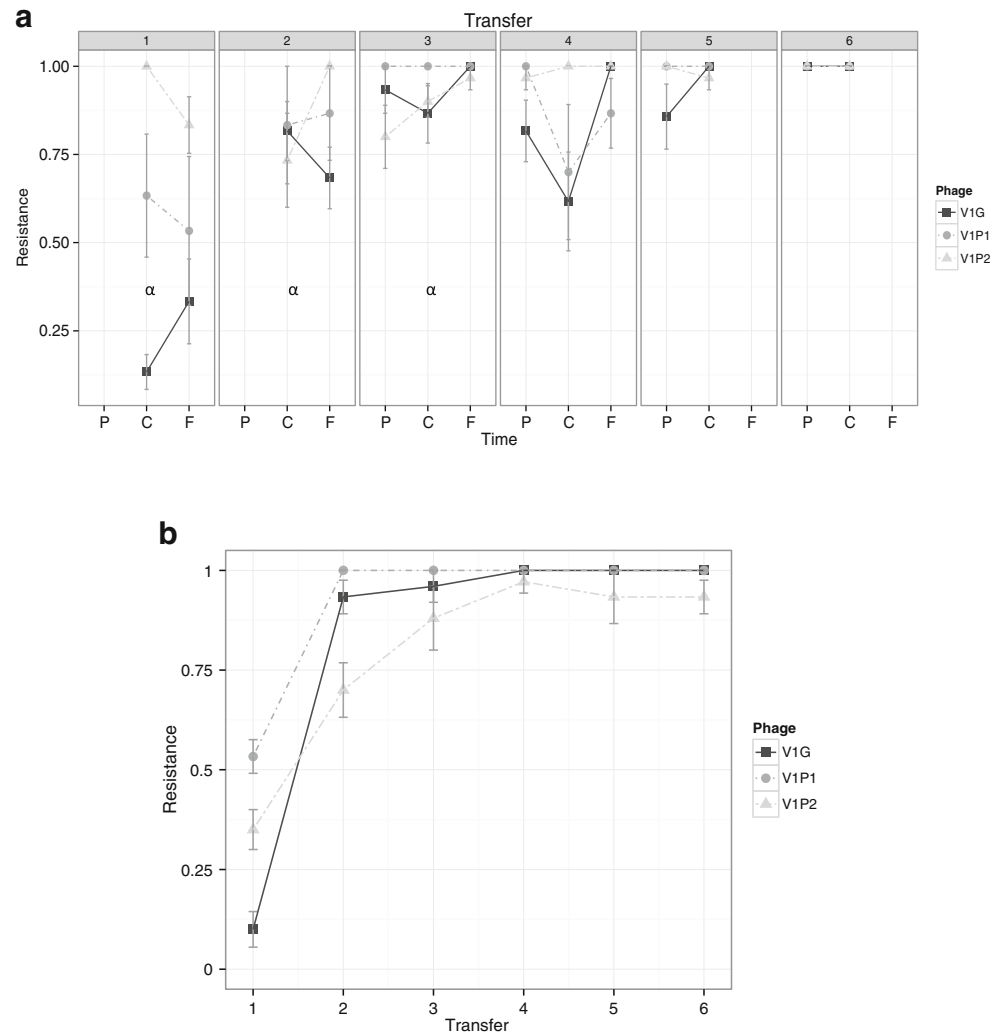 a
Transfer
1 2 3 4 5 6
1.00
0.75
0.50
0.25
Resistance
α α α
P C F P C F P C F P C F P C F P C F
Time
Phage
V1G
V1P1
V1P2
b
1
0.75
0.5
0.25
0
Resistance
1 2 3 4 5 6
Transfer
Phage
V1G
V1P1
V1P2